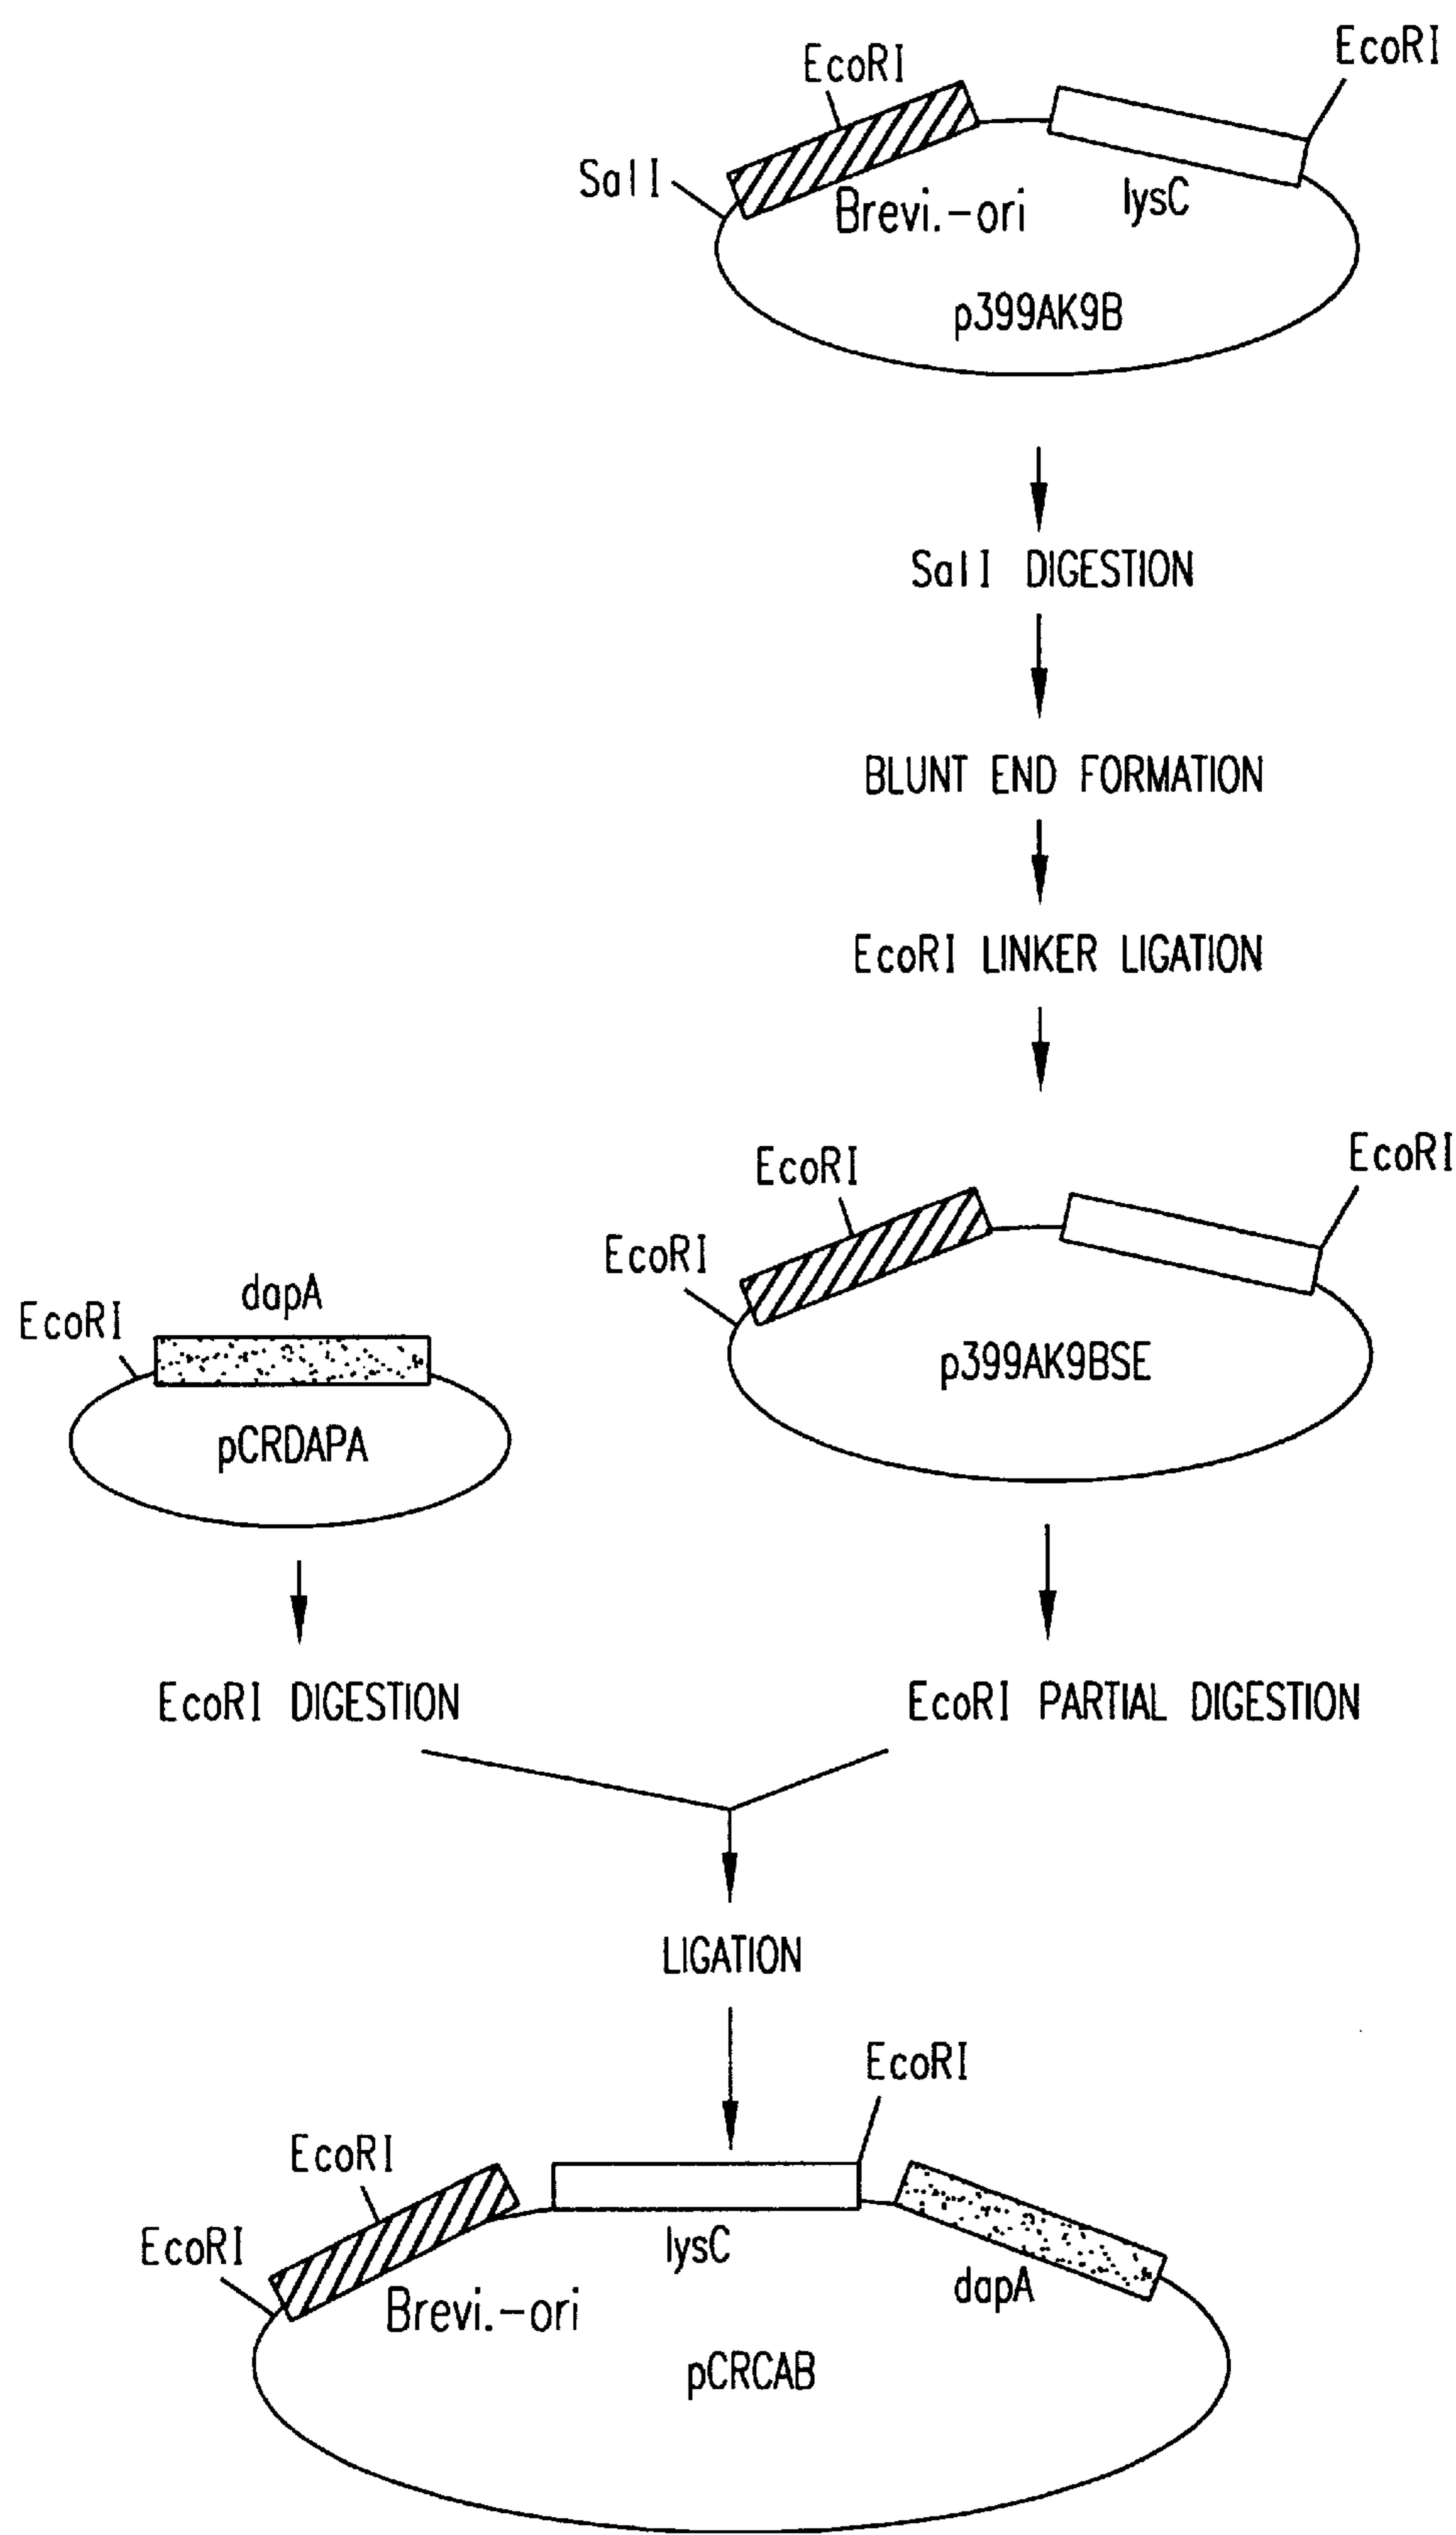 EcoRI
EcoRI
SalI
Brevi.-ori
lysC
p399AK9B
SalI DIGESTION
BLUNT END FORMATION
EcoRI LINKER LIGATION
EcoRI
EcoRI
EcoRI
p399AK9BSE
dapA
EcoRI
pCRDAPA
EcoRI DIGESTION
EcoRI PARTIAL DIGESTION
LIGATION
EcoRI
EcoRI
EcoRI
lysC
dapA
Brevi.-ori
pCRCAB